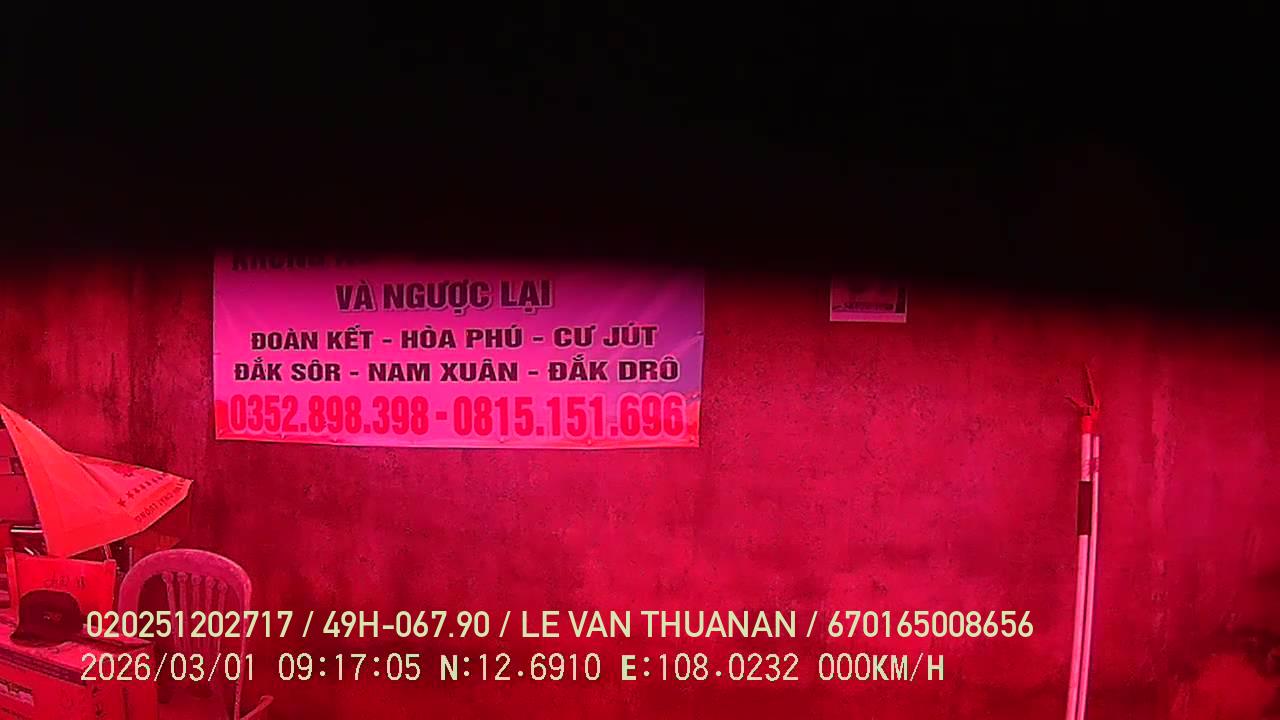 VÀ NGƯỢC LẠI
ĐOÀN KẾT - HÒA PHÚ - CƯ JÚT
ĐẮK SÔR - NAM XUÂN - ĐẮK DRÔ
0352.898.398 - 0815.151.696
020251202717 / 49H-067.90 / LE VAN THUANAN / 670165008656
2026/03/01 09:17:05 N:12.6910 E:108.0232 000KM/H